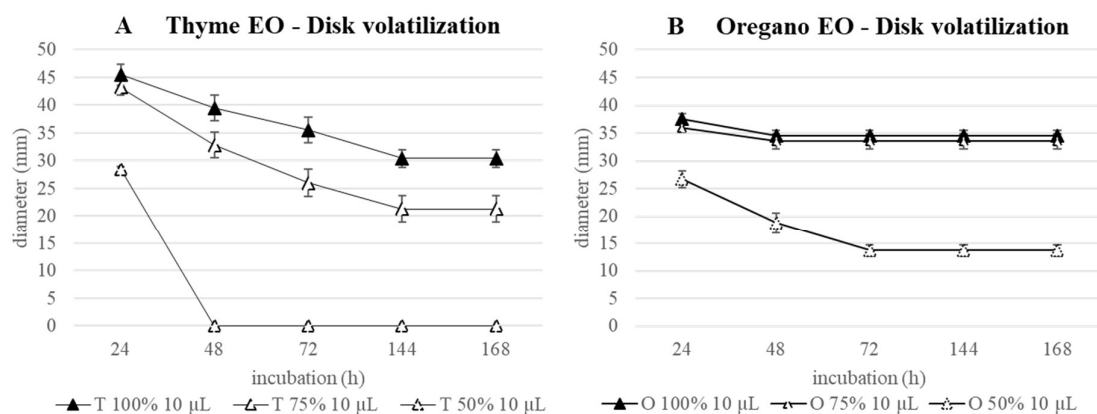 A Thyme EO - Disk volatilization
50
45
40
35
30
25
20
15
10
5
0
diameter (mm)
24 48 72 144 168
incubation (h)
T 100% 10 µL T 75% 10 µL T 50% 10 µL
B Oregano EO - Disk volatilization
50
45
40
35
30
25
20
15
10
5
0
diameter (mm)
24 48 72 144 168
incubation (h)
O 100% 10 µL O 75% 10 µL O 50% 10 µL